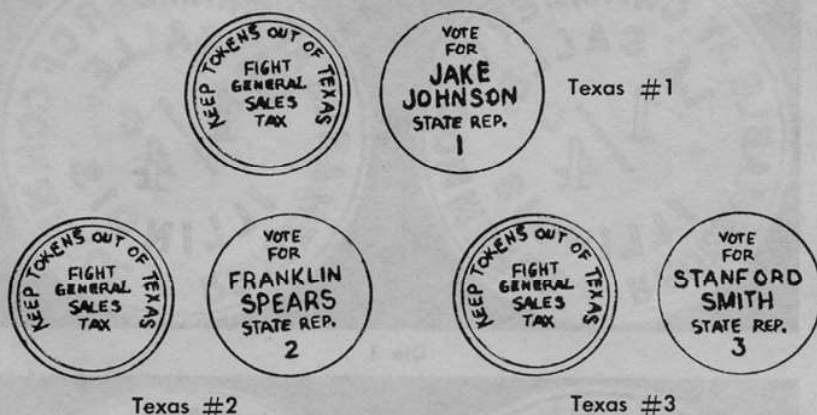 KEEP TOKENS OUT OF TEXAS
FIGHT
GENERAL
SALES
TAX
VOTE
FOR
JAKE
JOHNSON
STATE REP.
1
Texas #1
KEEP TOKENS OUT OF TEXAS
FIGHT
GENERAL
SALES
TAX
VOTE
FOR
FRANKLIN
SPEARS
STATE REP.
2
Texas #2
KEEP TOKENS OUT OF TEXAS
FIGHT
GENERAL
SALES
TAX
VOTE
FOR
STANFORD
SMITH
STATE REP.
3
Texas #3